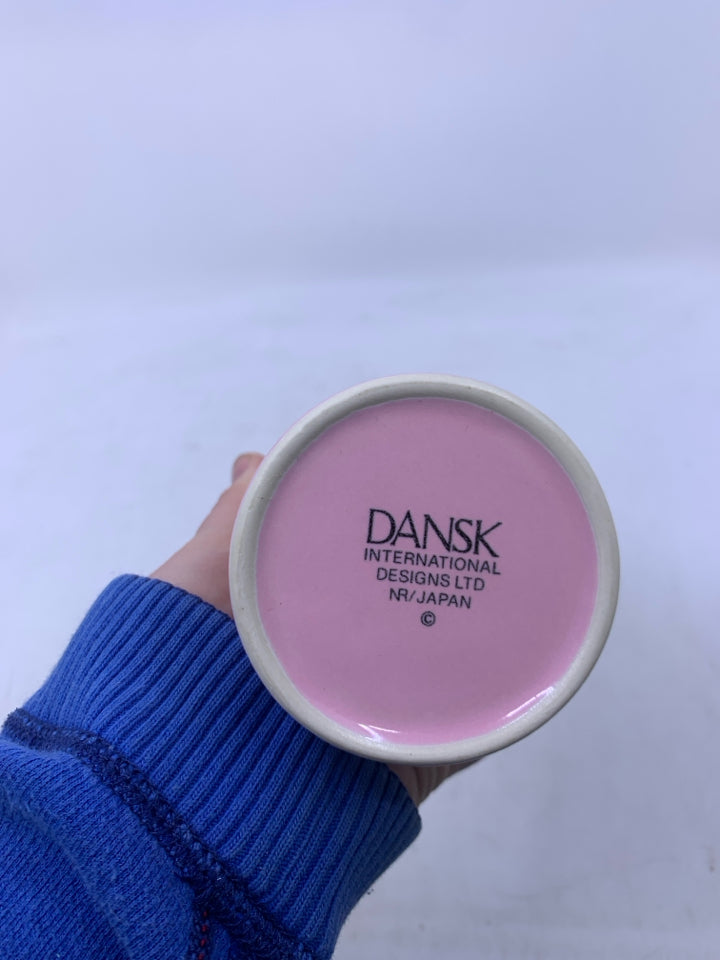 DANSK
INTERNATIONAL
DESIGNS LTD
NR/JAPAN
©